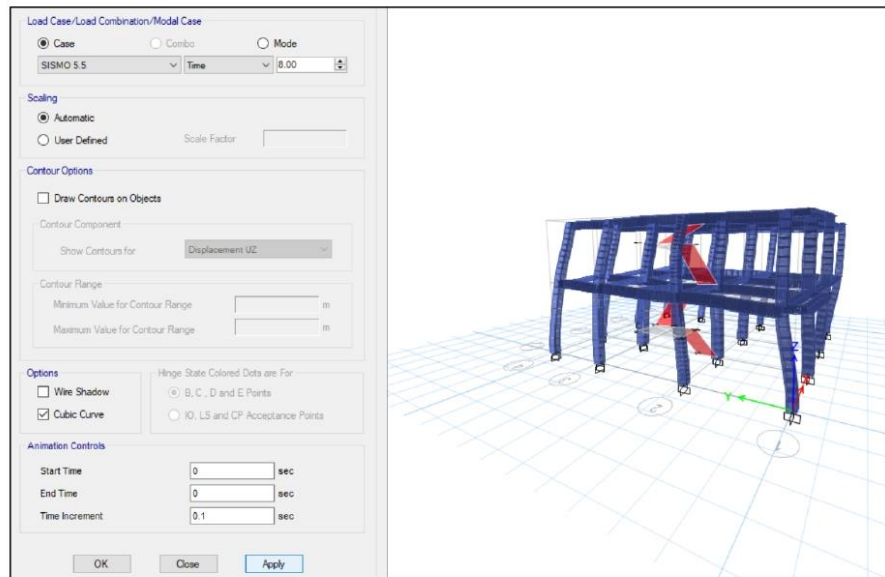 Load Case/Load Combination/Modal Case
Case Combo Mode
SISMO 5.5 Time 8.00
Scaling
Automatic
User Defined Scale Factor
Contour Options
Draw Contours on Objects
Contour Component
Show Contours for Displacement UZ
Contour Range
Minimum Value for Contour Range m
Maximum Value for Contour Range m
Options
Wire Shadow
Cubic Curve
Hinge State Colored Dots are For
B, C , D and E Points
IO, LS and CP Acceptance Points
Animation Controls
Start Time 0 sec
End Time 0 sec
Time Increment 0.1 sec
OK Close Apply
Z
Y